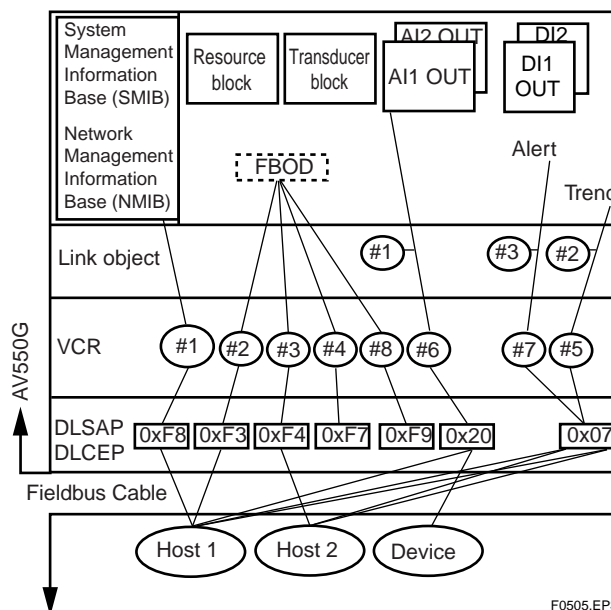 System
Management
Information
Base (SMIB)
Network
Management
Information
Base (NMIB)
Resource
block
Transducer
block
AI2 OUT
AI1 OUT
DI2
DI1
OUT
Alert
Trend
FBOD
Link object
#1
#3
#2
AV550G
VCR
#1
#2
#3
#4
#8
#6
#7
#5
DLSAP
DLCEP
0xF8
0xF3
0xF4
0xF7
0xF9
0x20
0x07
Fieldbus Cable
Host 1
Host 2
Device
F0505.EP